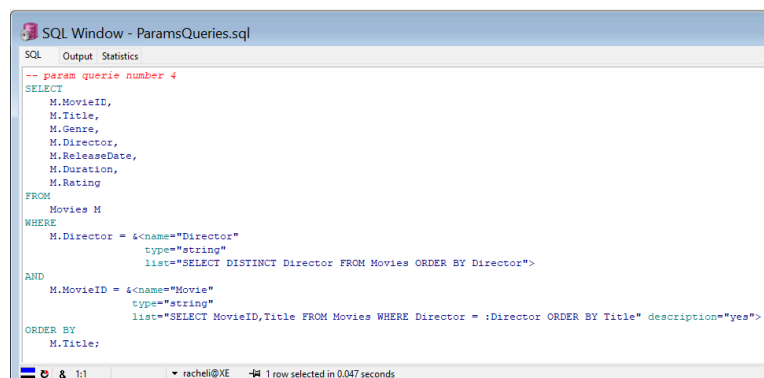 SQL Window - ParamsQueries.sql
SQL Output Statistics
-- param querie number 4
SELECT
M.MovieID,
M.Title,
M.Genre,
M.Director,
M.ReleaseDate,
M.Duration,
M.Rating
FROM
Movies M
WHERE
M.Director = &<name="Director"
type="string"
list="SELECT DISTINCT Director FROM Movies ORDER BY Director">
AND
M.MovieID = &<name="Movie"
type="string"
list="SELECT MovieID,Title FROM Movies WHERE Director = :Director ORDER BY Title" description="yes">
ORDER BY
M.Title;
& 1:1 racheli@XE 1 row selected in 0.047 seconds